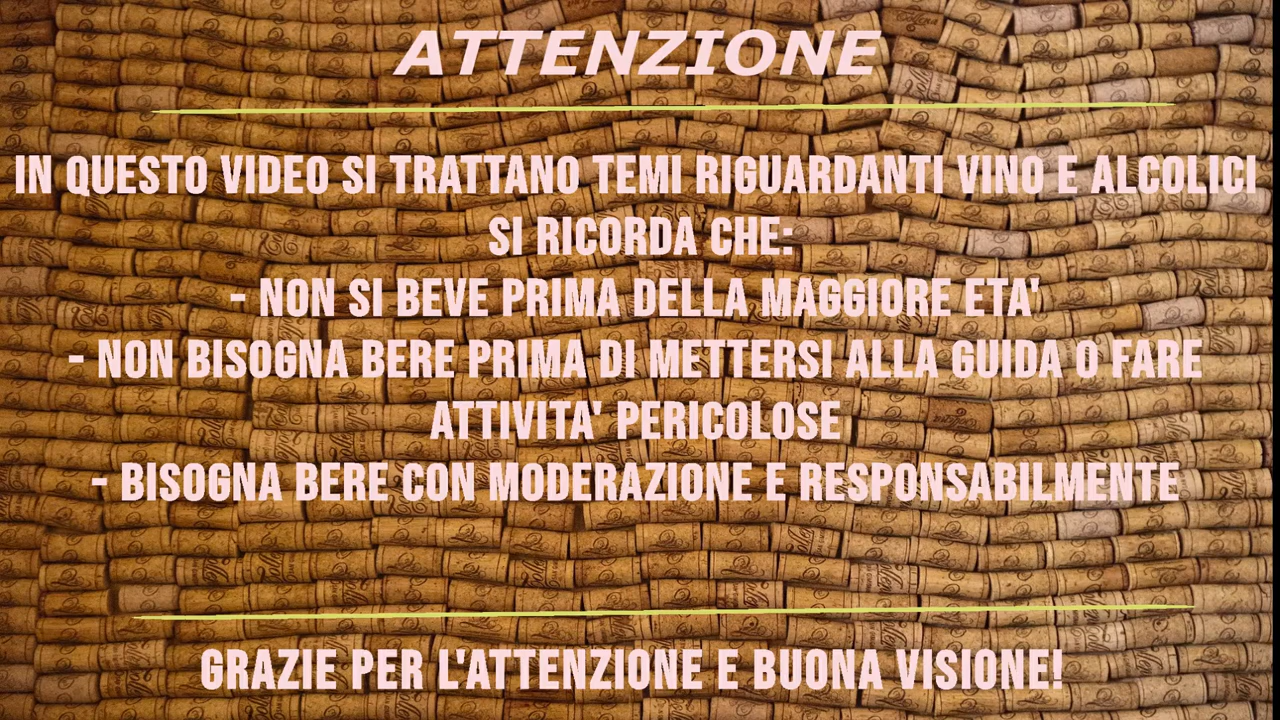 ATTENZIONE
IN QUESTO VIDEO SI TRATTANO TEMI RIGUARDANTI VINO E ALCOLICI
SI RICORDA CHE:
- NON SI BEVE PRIMA DELLA MAGGIORE ETA'
- NON BISOGNA BERE PRIMA DI METTERSI ALLA GUIDA O FARE
ATTIVITA' PERICOLOSE
- BISOGNA BERE CON MODERAZIONE E RESPONSABILMENTE
GRAZIE PER L'ATTENZIONE E BUONA VISIONE!